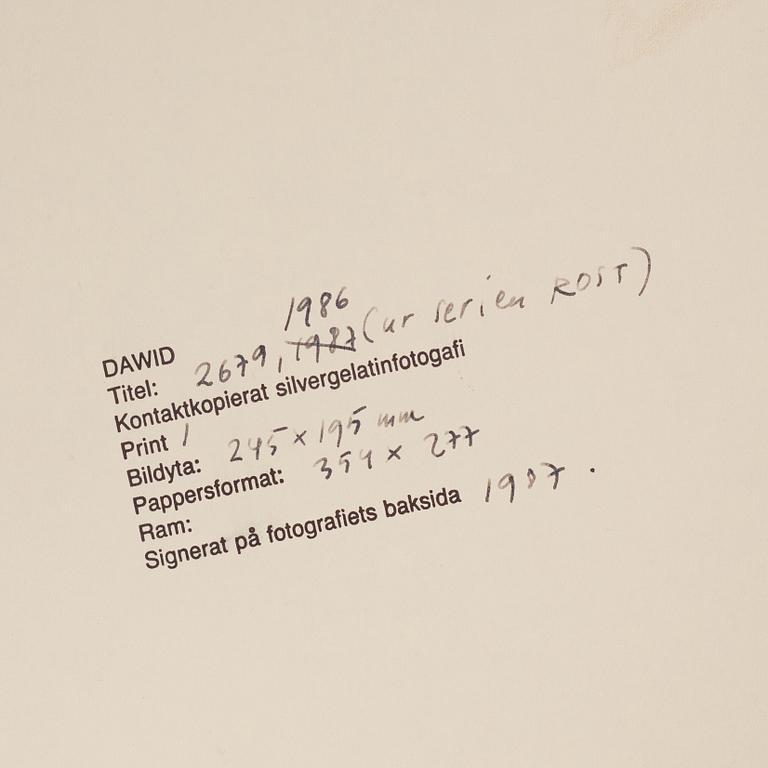 1986
DAWID
Titel: 2679, 1987 (ur serien ROST)
Kontaktkopierat silvergelatinfotogafi
Print 1
Bildyta: 245 x 195 mm
Pappersformat: 354 x 277
Ram:
Signerat på fotografiets baksida 1987.